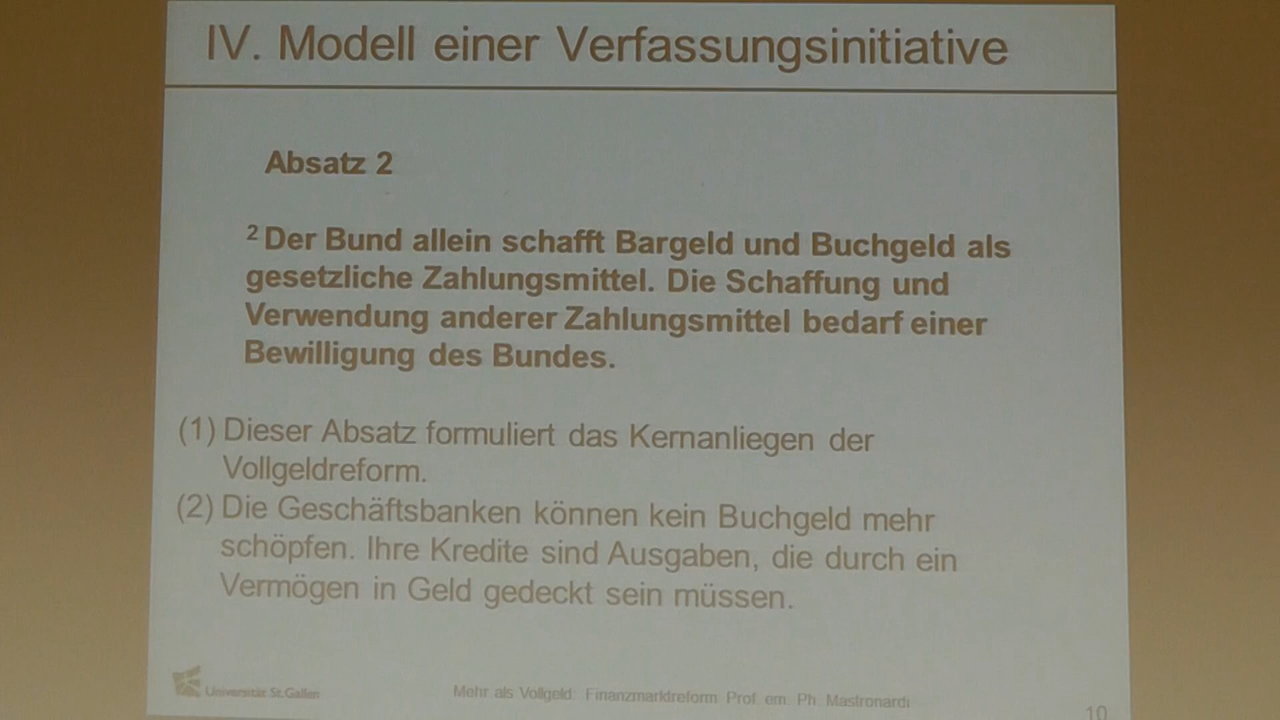 IV. Modell einer Verfassungsinitiative
Absatz 2
² Der Bund allein schafft Bargeld und Buchgeld als
gesetzliche Zahlungsmittel. Die Schaffung und
Verwendung anderer Zahlungsmittel bedarf einer
Bewilligung des Bundes.
(1) Dieser Absatz formuliert das Kernanliegen der
Vollgeldreform.
(2) Die Geschäftsbanken können kein Buchgeld mehr
schöpfen. Ihre Kredite sind Ausgaben, die durch ein
Vermögen in Geld gedeckt sein müssen.
Universität St.Gallen
Mehr als Vollgeld: Finanzmarktreform Prof. em. Ph. Mastronardi
10